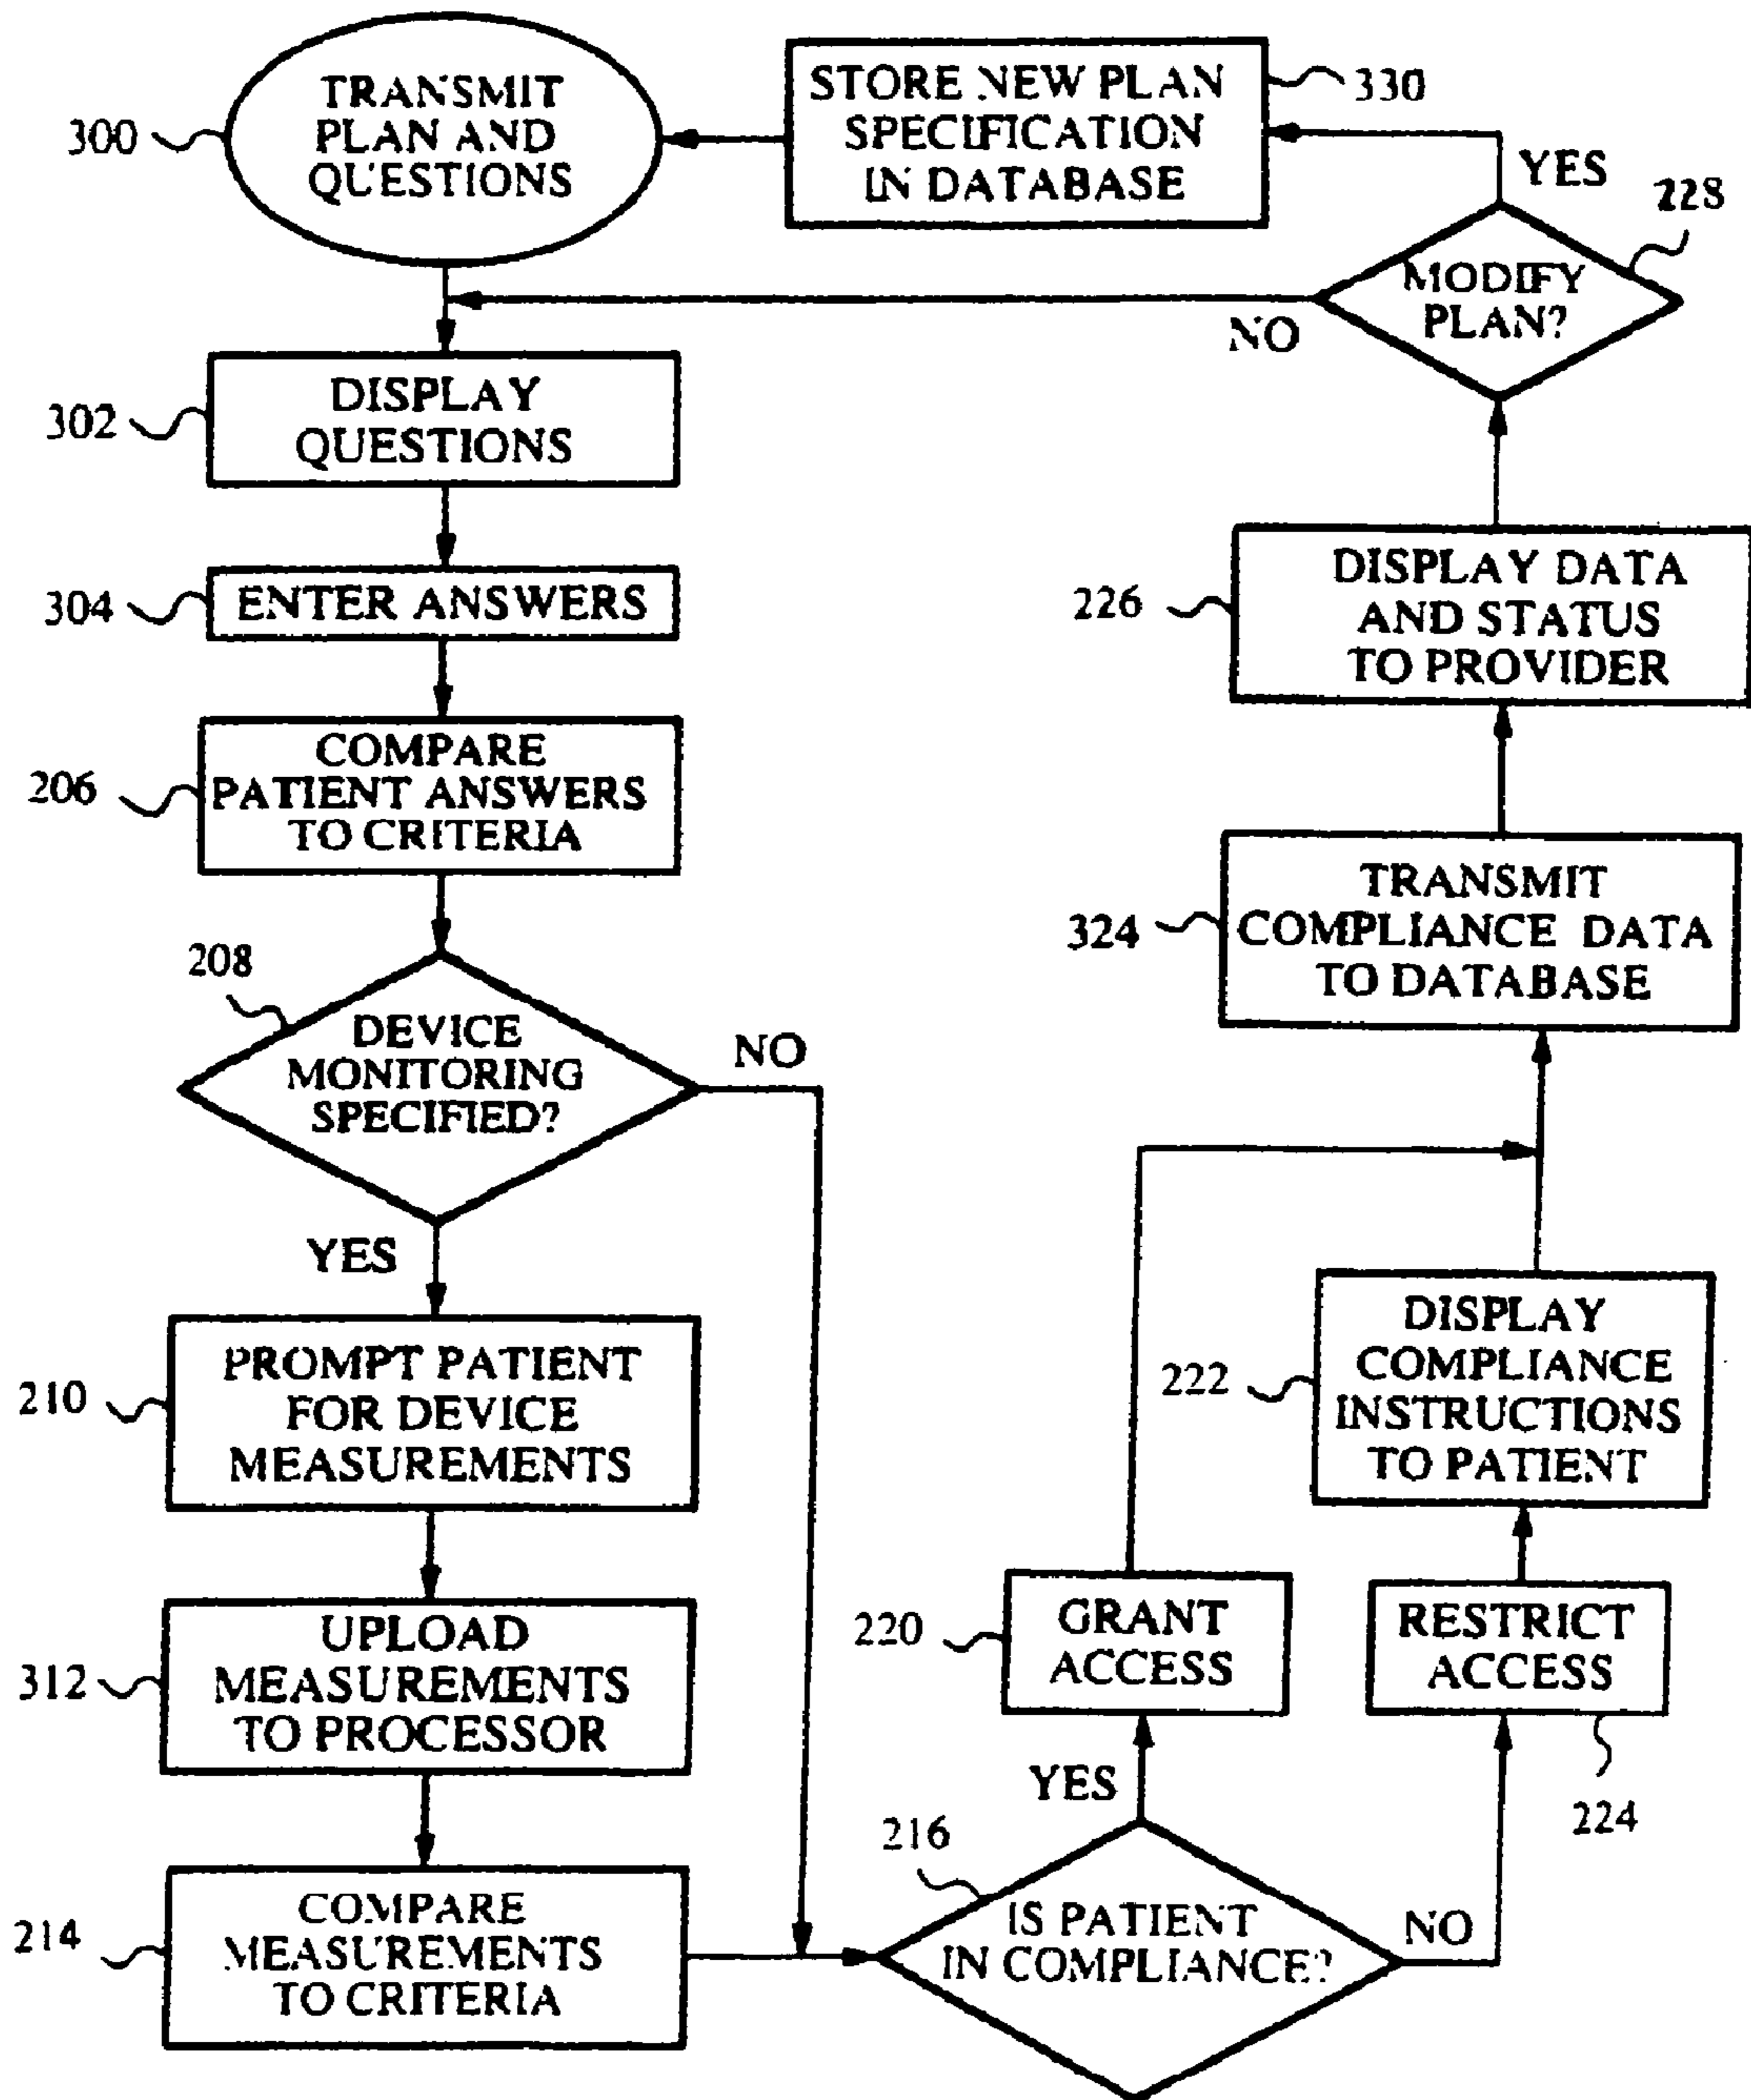 TRANSMIT
PLAN AND
QUESTIONS
300
STORE NEW PLAN
SPECIFICATION
IN DATABASE
330
YES
228
MODIFY
PLAN?
NO
DISPLAY
QUESTIONS
302
ENTER ANSWERS
304
COMPARE
PATIENT ANSWERS
TO CRITERIA
206
208
DEVICE
MONITORING
SPECIFIED?
NO
YES
PROMPT PATIENT
FOR DEVICE
MEASUREMENTS
210
UPLOAD
MEASUREMENTS
TO PROCESSOR
312
COMPARE
MEASUREMENTS
TO CRITERIA
214
216
IS PATIENT
IN COMPLIANCE?
YES
NO
GRANT
ACCESS
220
RESTRICT
ACCESS
224
DISPLAY
COMPLIANCE
INSTRUCTIONS
TO PATIENT
222
TRANSMIT
COMPLIANCE DATA
TO DATABASE
324
DISPLAY DATA
AND STATUS
TO PROVIDER
226